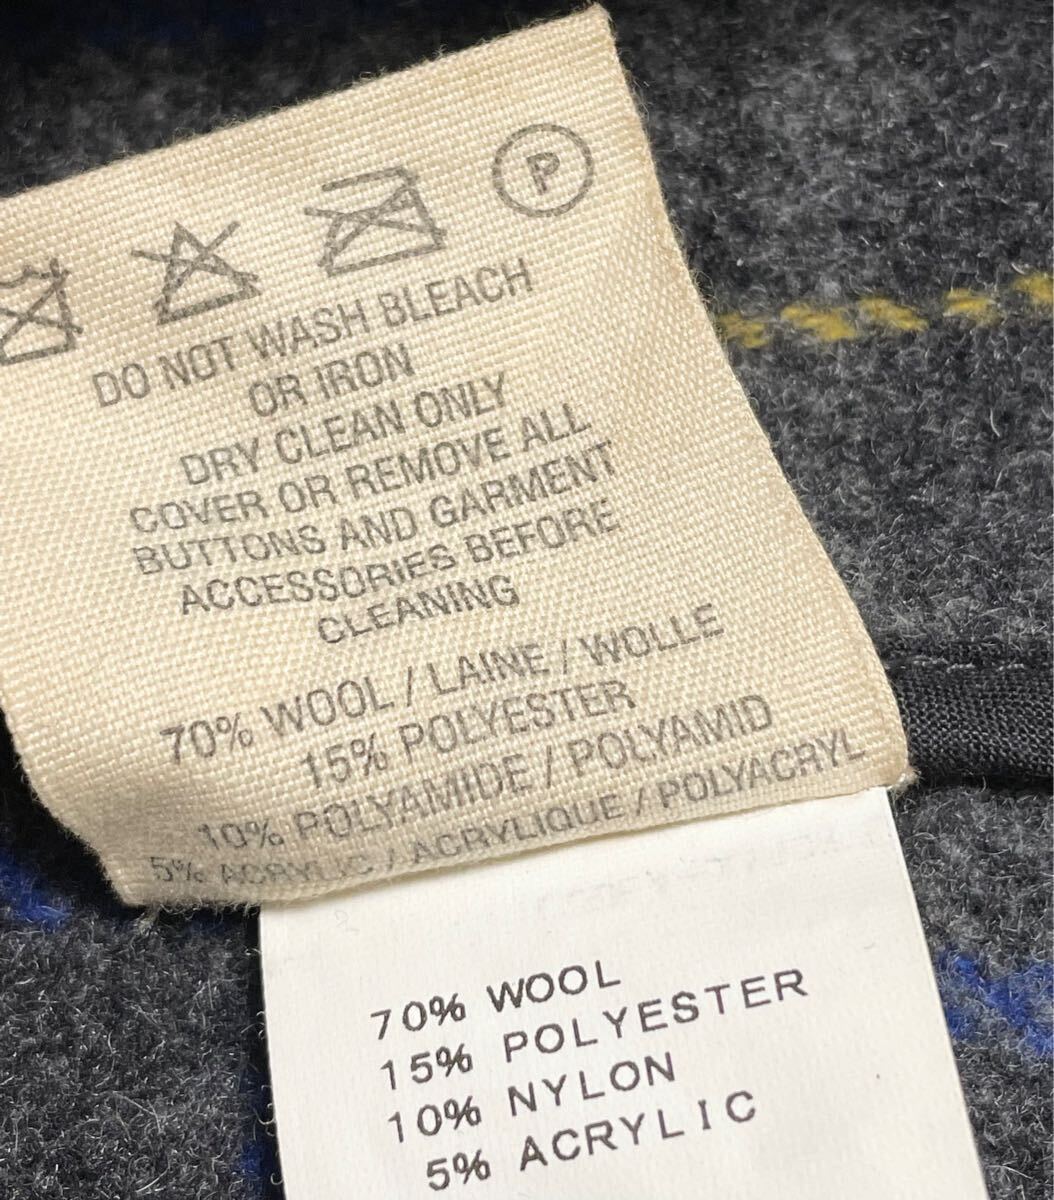 P
DO NOT WASH BLEACH
OR IRON
DRY CLEAN ONLY
COVER OR REMOVE ALL
BUTTONS AND GARMENT
ACCESSORIES BEFORE
CLEANING
70% WOOL / LAINE / WOLLE
15% POLYESTER
10% POLYAMIDE / POLYAMID
5% ACRYLIC / ACRYLIQUE / POLYACRYL
70% WOOL
15% POLYESTER
10% NYLON
5% ACRYLIC